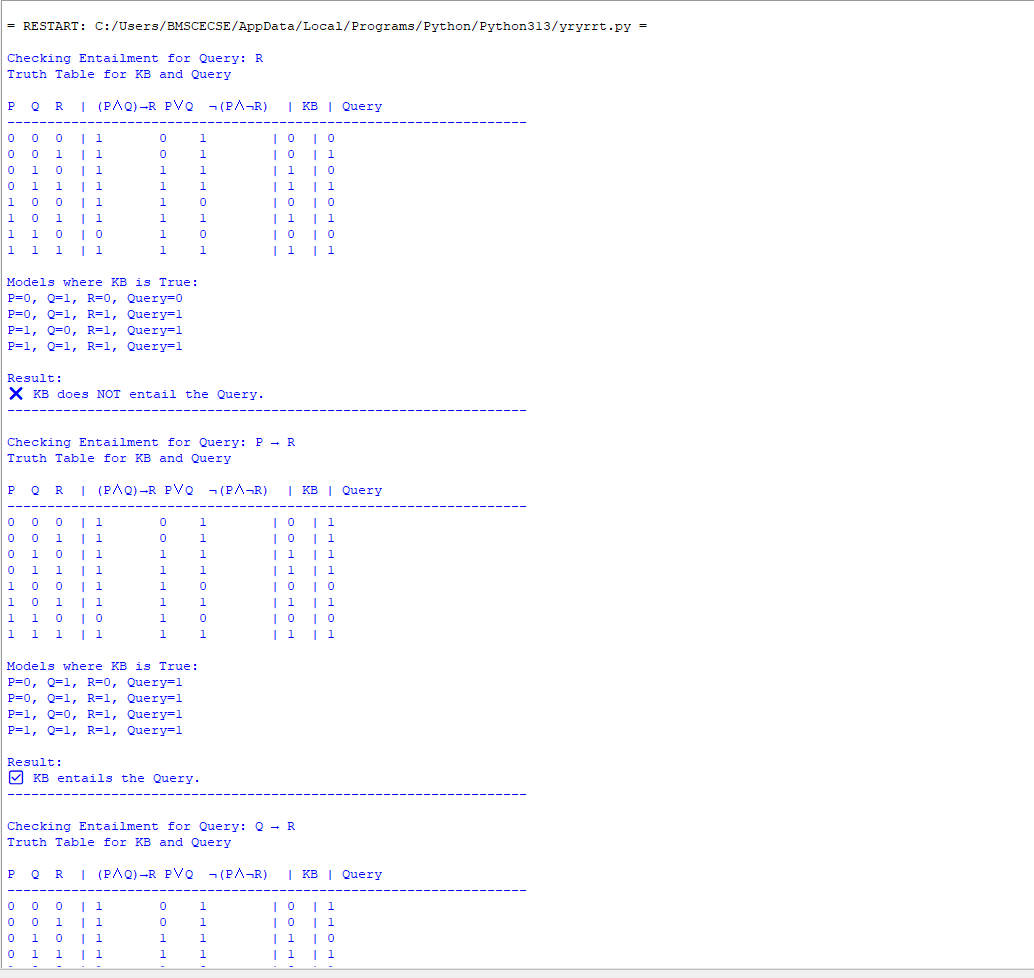 = RESTART: C:/Users/BMSCECSE/AppData/Local/Programs/Python/Python313/yryrrt.py =
Checking Entailment for Query: R
Truth Table for KB and Query
P  Q  R  | (P∧Q)→R P∨Q  ¬(P∧¬R)  | KB | Query
-----------------------------------------------------------------
0  0  0  | 1       0    1        | 0  | 0
0  0  1  | 1       0    1        | 0  | 1
0  1  0  | 1       1    1        | 1  | 0
0  1  1  | 1       1    1        | 1  | 1
1  0  0  | 1       1    0        | 0  | 0
1  0  1  | 1       1    1        | 1  | 1
1  1  0  | 0       1    0        | 0  | 0
1  1  1  | 1       1    1        | 1  | 1
Models where KB is True:
P=0, Q=1, R=0, Query=0
P=0, Q=1, R=1, Query=1
P=1, Q=0, R=1, Query=1
P=1, Q=1, R=1, Query=1
Result:
❌ KB does NOT entail the Query.
-----------------------------------------------------------------
Checking Entailment for Query: P → R
Truth Table for KB and Query
P  Q  R  | (P∧Q)→R P∨Q  ¬(P∧¬R)  | KB | Query
-----------------------------------------------------------------
0  0  0  | 1       0    1        | 0  | 1
0  0  1  | 1       0    1        | 0  | 1
0  1  0  | 1       1    1        | 1  | 1
0  1  1  | 1       1    1        | 1  | 1
1  0  0  | 1       1    0        | 0  | 0
1  0  1  | 1       1    1        | 1  | 1
1  1  0  | 0       1    0        | 0  | 0
1  1  1  | 1       1    1        | 1  | 1
Models where KB is True:
P=0, Q=1, R=0, Query=1
P=0, Q=1, R=1, Query=1
P=1, Q=0, R=1, Query=1
P=1, Q=1, R=1, Query=1
Result:
☑ KB entails the Query.
-----------------------------------------------------------------
Checking Entailment for Query: Q → R
Truth Table for KB and Query
P  Q  R  | (P∧Q)→R P∨Q  ¬(P∧¬R)  | KB | Query
-----------------------------------------------------------------
0  0  0  | 1       0    1        | 0  | 1
0  0  1  | 1       0    1        | 0  | 1
0  1  0  | 1       1    1        | 1  | 0
0  1  1  | 1       1    1        | 1  | 1